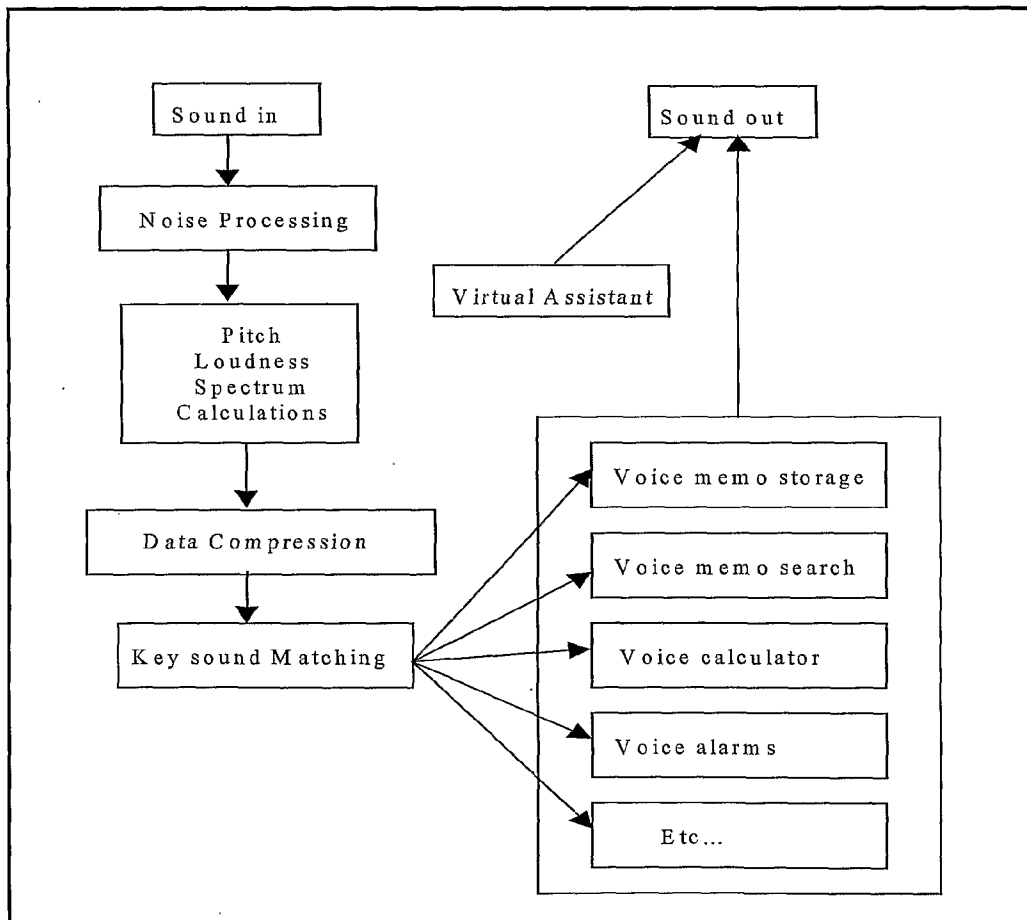 Sound in
Noise Processing
Pitch
Loudness
Spectrum
Calculations
Data Compression
Key sound Matching
Sound out
Virtual Assistant
Voice memo storage
Voice memo search
Voice calculator
Voice alarms
Etc...